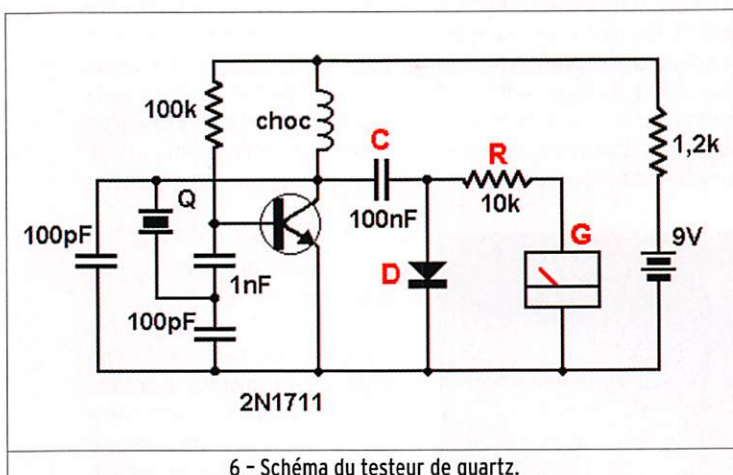 100k
choc
C
R
1,2k
Q
100nF
10k
100pF
G
9V
1nF
D
100pF
2N1711
6 - Schéma du testeur de quartz.